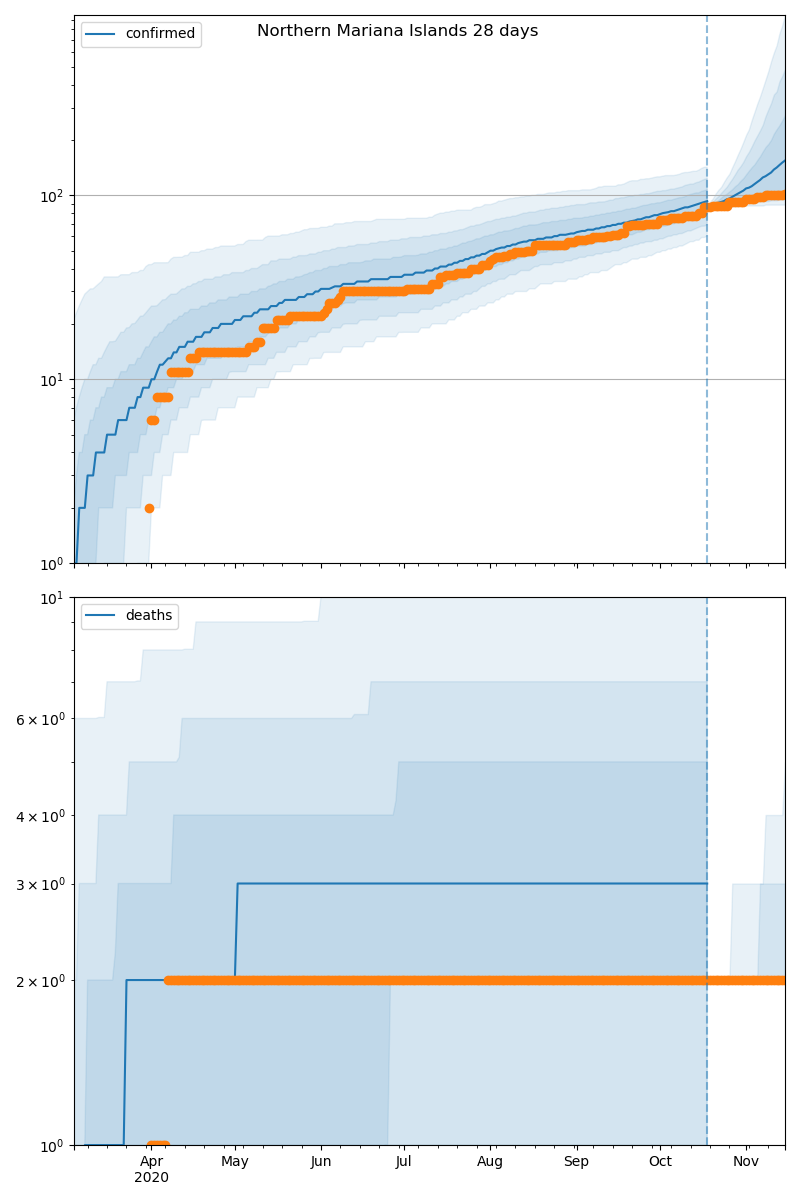 Northern Mariana Islands 28 days
confirmed
10²
10¹
10⁰
deaths
10¹
6 × 10⁰
4 × 10⁰
3 × 10⁰
2 × 10⁰
10⁰
Apr May Jun Jul Aug Sep Oct Nov
2020